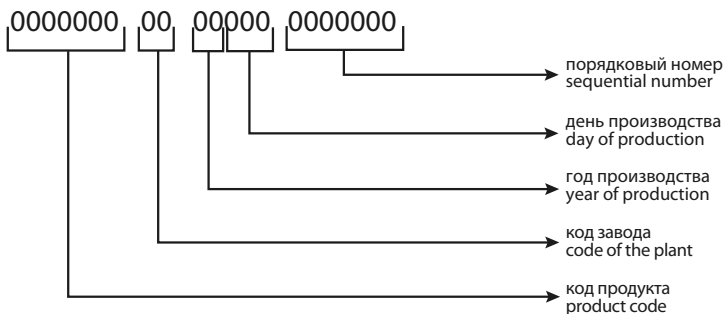 0000000 00 00000 0000000
порядковый номер
sequential number
день производства
day of production
год производства
year of production
код завода
code of the plant
код продукта
product code